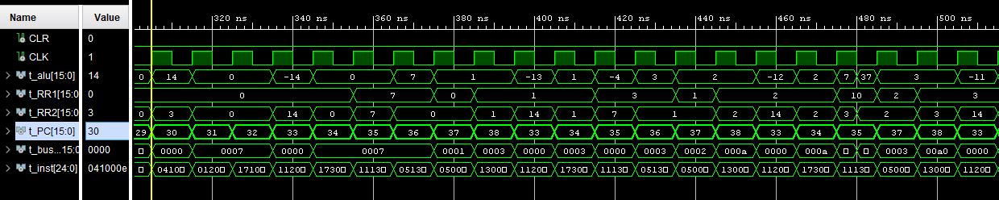 Name Value 320 ns 340 ns 360 ns 380 ns 400 ns 420 ns 440 ns 460 ns 480 ns 500 ns
CLR 0
CLK 1
t_alu[15:0] 14 0 14 0 -14 0 7 1 -13 1 -4 3 2 -12 2 7 37 3 -11
t_RR1[15:0 0 0 7 0 1 3 1 2 10 2 3
t_RR2[15:0] 3 0 3 0 14 0 7 0 1 14 1 7 3 1 2 14 2 3 2 3 14
t_PC[15:0] 30 29 30 31 32 33 34 35 36 37 38 33 34 35 36 37 38 33 34 35 37 38 33
t_bus...15:0 0000 0000 0007 0000 0007 0001 0003 0000 0003 0000 0003 0002 000a 0000 000a 0003 00a0 0000
t_inst[24:0] 041000e 0410 0120 1710 1120 1730 1113 0513 0500 1300 1120 1730 1113 0513 0500 1300 1120 1730 1113 0500 1300 1120